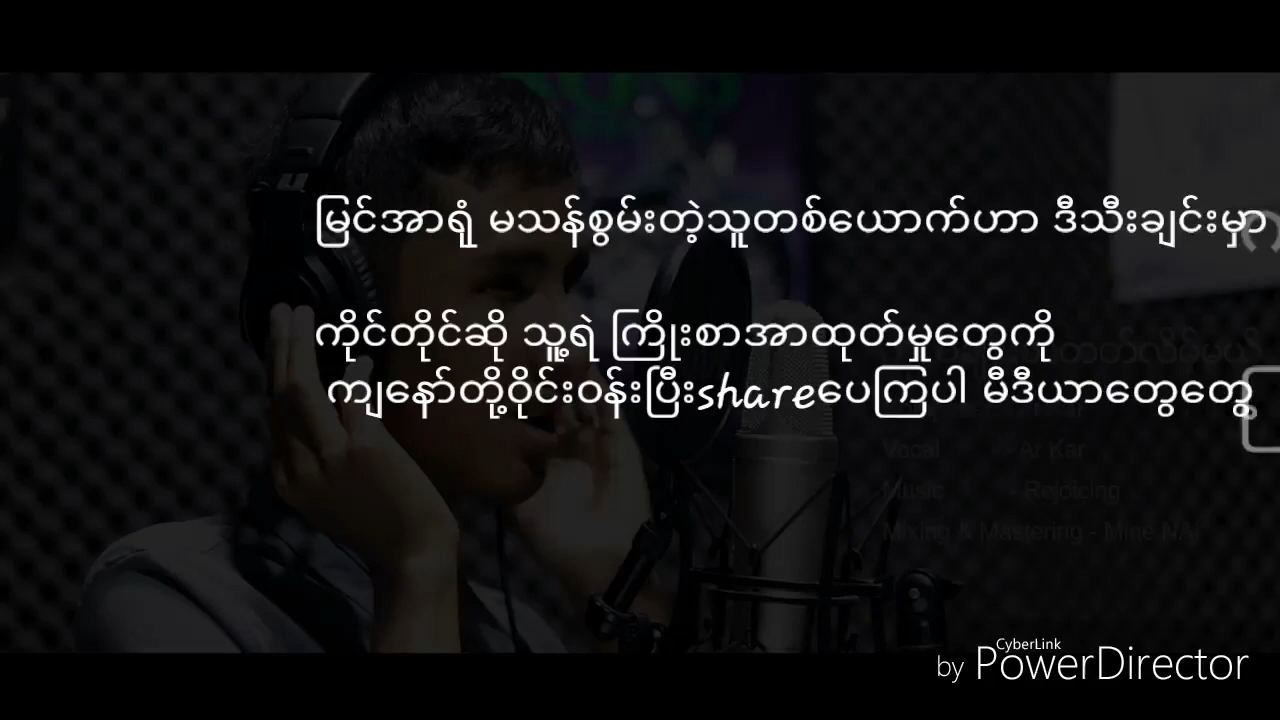 မြင်အာရုံ မသန်စွမ်းတဲ့သူတစ်ယောက်ဟာ ဒီသီးချင်းမှာ
ကိုင်တိုင်ဆို သူ့ရဲ ကြိုးစာအာထုတ်မှုတွေကို
ကျနော်တို့ဝိုင်းဝန်းပြီးshareပေကြပါ မီဒီယာတွေတွေ
Vocal - Ar Kar
Music - Rejoicing
Mixing & Mastering - Mine NAI
CyberLink
by PowerDirector